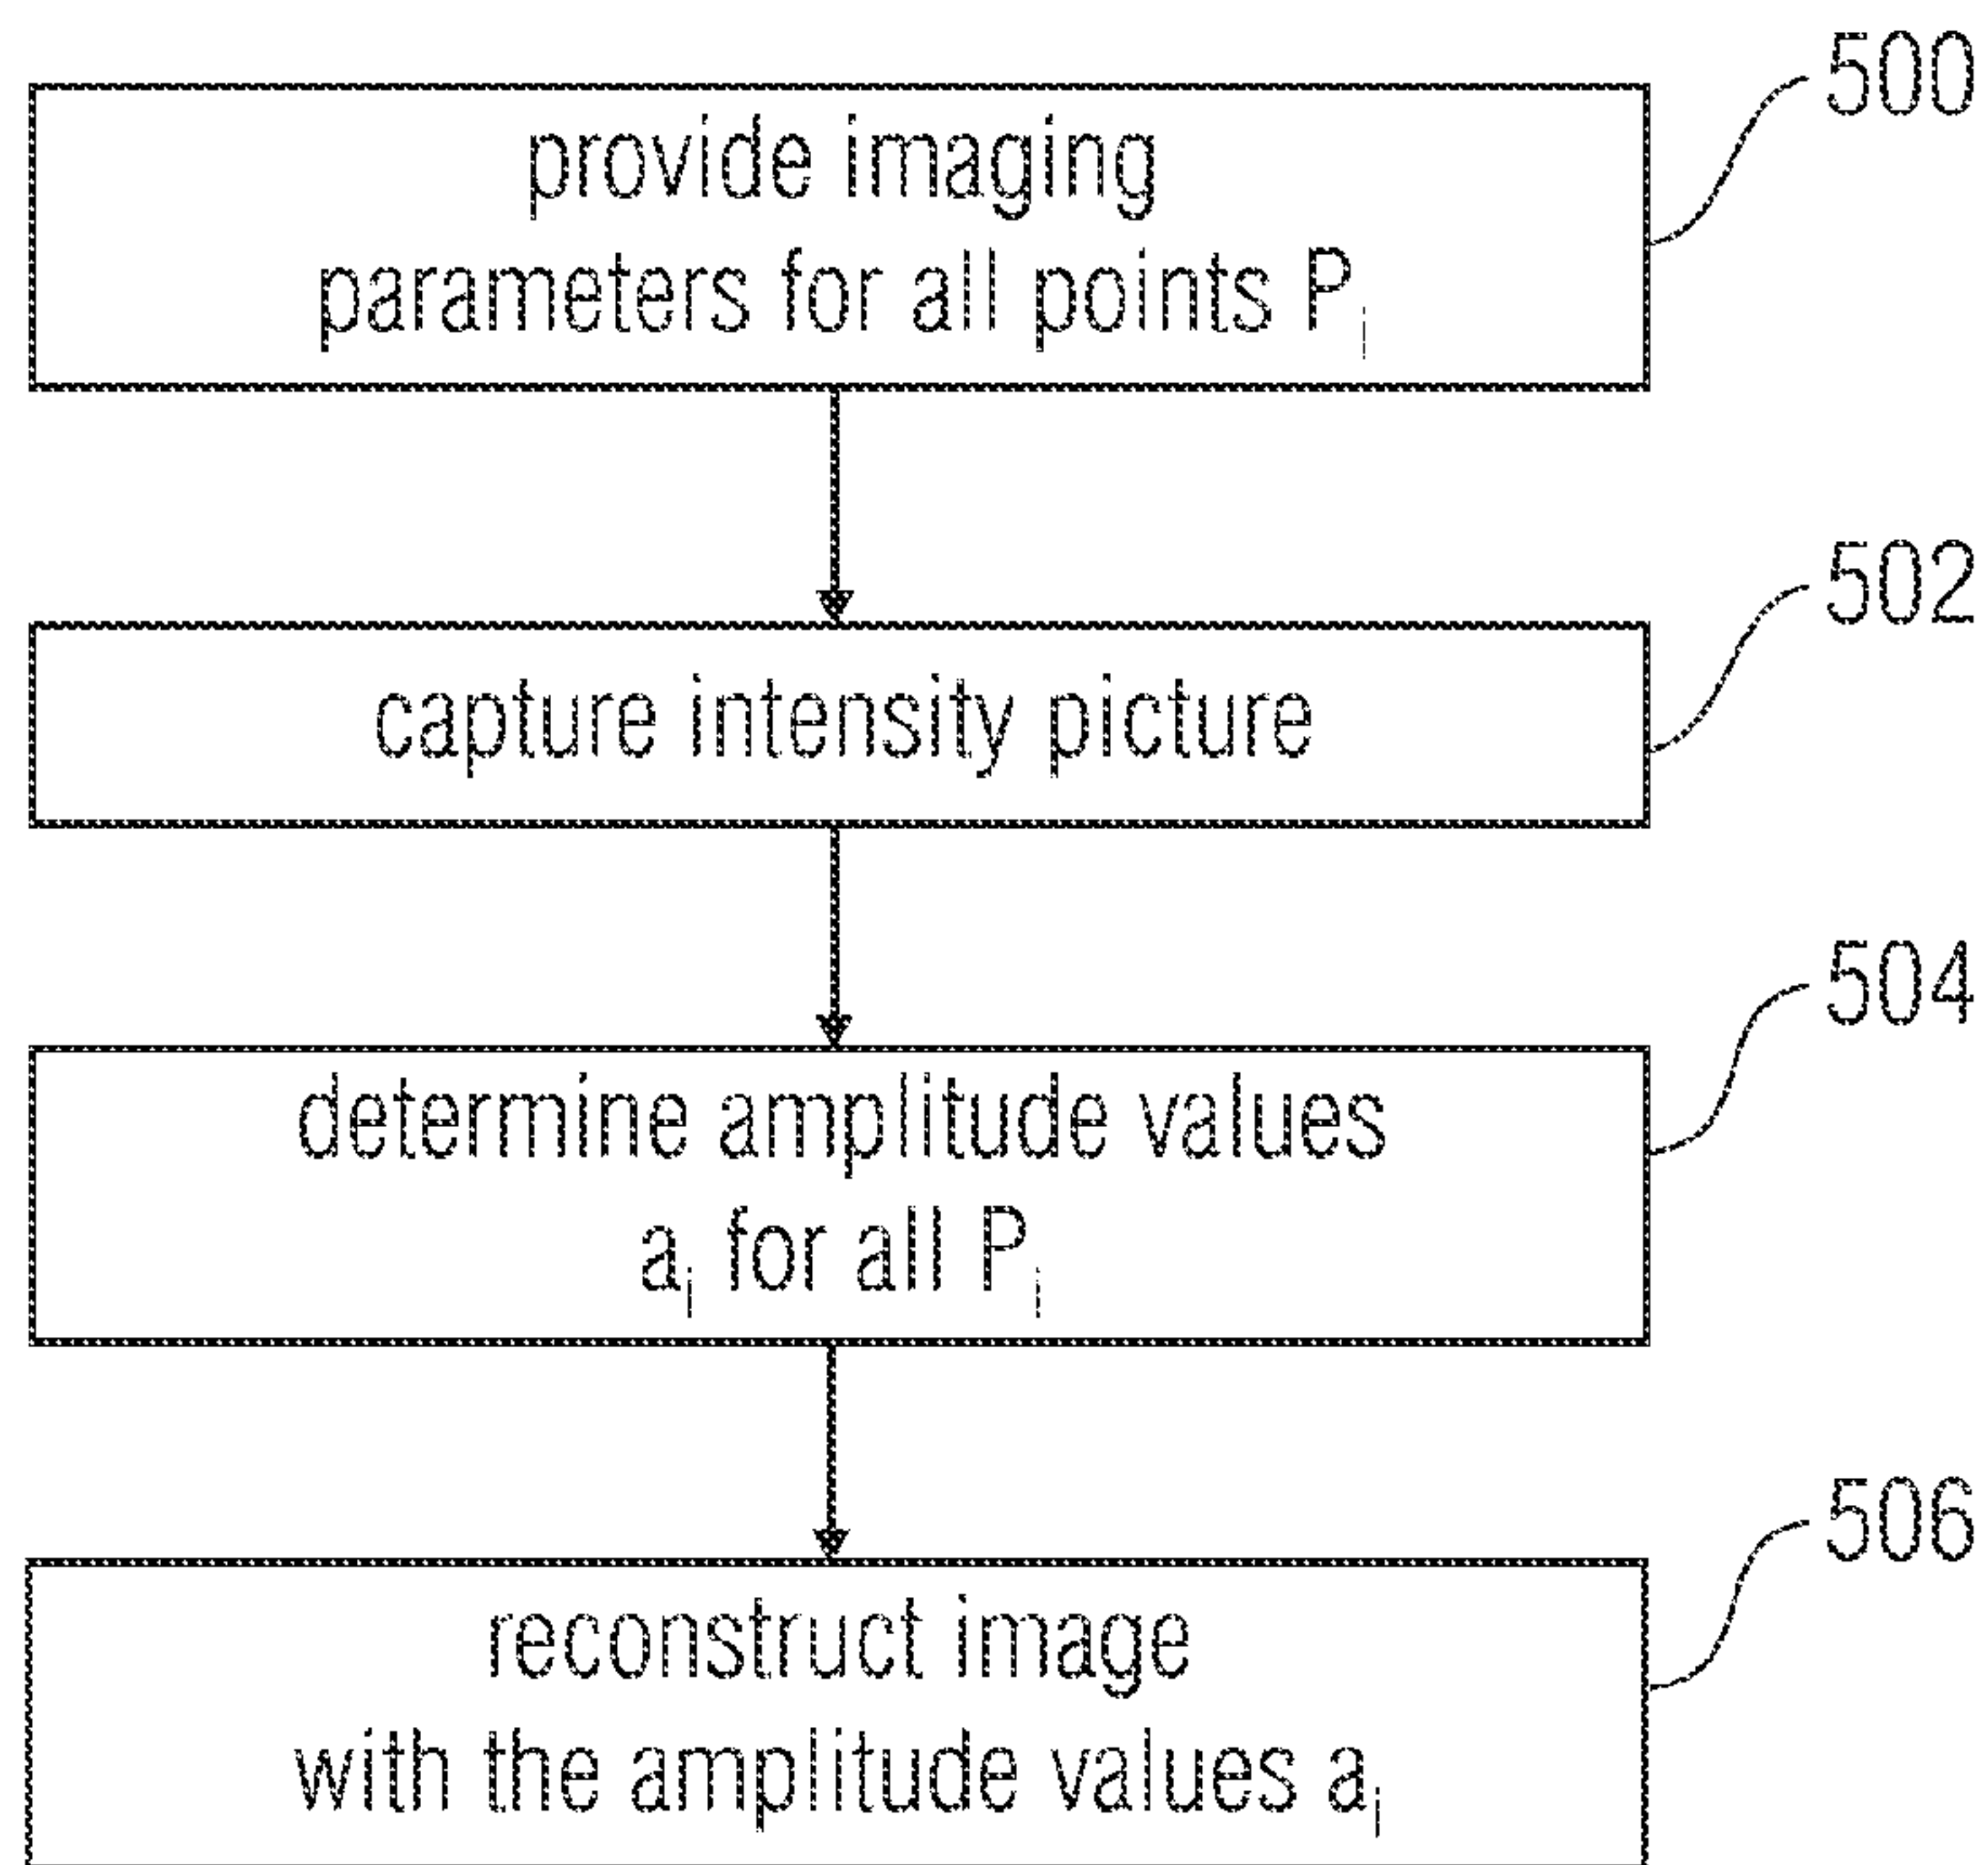 500
provide imaging
parameters for all points Pᵢ
502
capture intensity picture
504
determine amplitude values
aᵢ for all Pᵢ
506
reconstruct image
with the amplitude values aᵢ